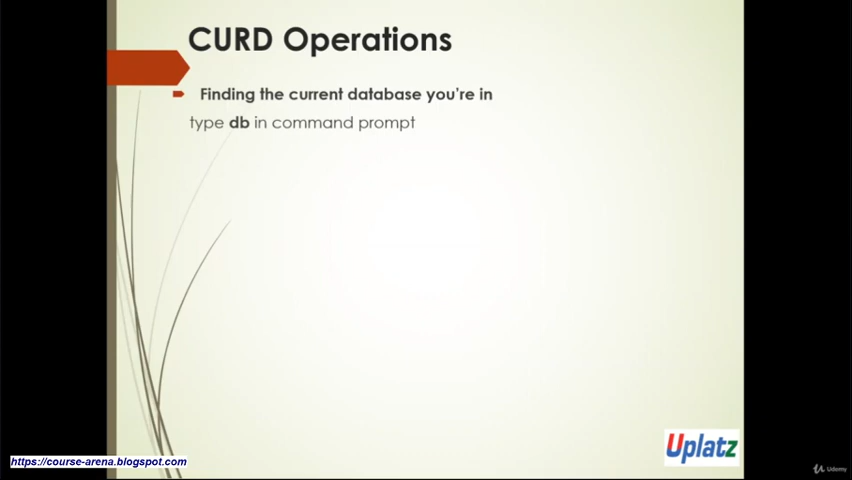 CURD Operations
Finding the current database you're in
type db in command prompt
Uplatz
https://course-arena.blogspot.com
Udemy